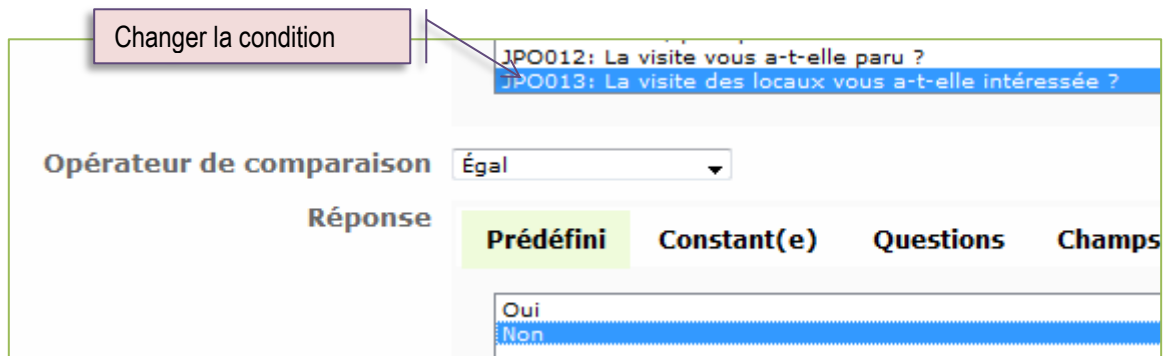 Changer la condition
JPO012: La visite vous a-t-elle paru ?
JPO013: La visite des locaux vous a-t-elle intéressée ?
Opérateur de comparaison
Égal
Réponse
Prédéfini Constant(e) Questions Champs
Oui
Non